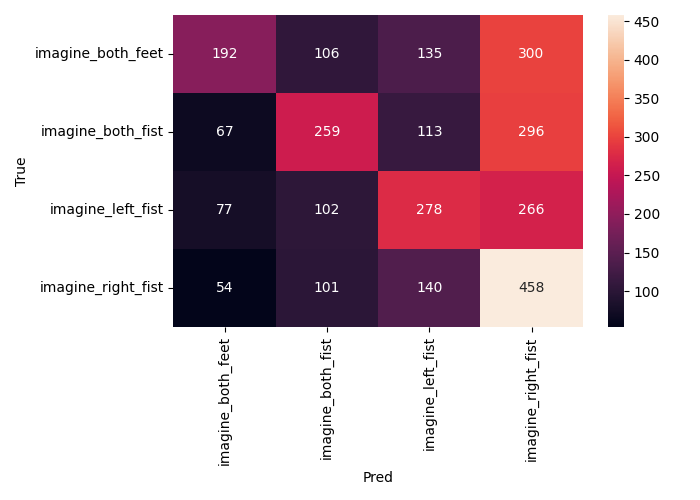 imagine_both_feet 192 106 135 300
imagine_both_fist 67 259 113 296
imagine_left_fist 77 102 278 266
imagine_right_fist 54 101 140 458
True
imagine_both_feet
imagine_both_fist
imagine_left_fist
imagine_right_fist
Pred
450
400
350
300
250
200
150
100